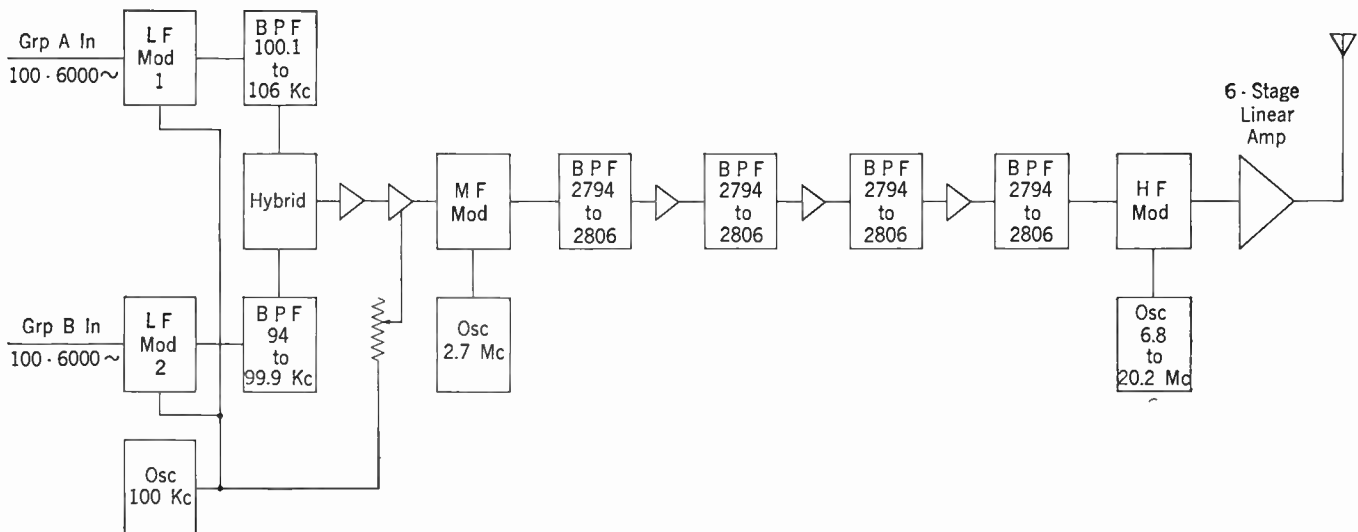 Grp A In
100 - 6000~
L F
Mod
1
B P F
100.1
to
106 Kc
Hybrid
Grp B In
100 - 6000~
L F
Mod
2
B P F
94
to
99.9 Kc
Osc
100 Kc
M F
Mod
Osc
2.7 Mc
B P F
2794
to
2806
B P F
2794
to
2806
B P F
2794
to
2806
B P F
2794
to
2806
H F
Mod
Osc
6.8
to
20.2 Mc
6 - Stage
Linear
Amp